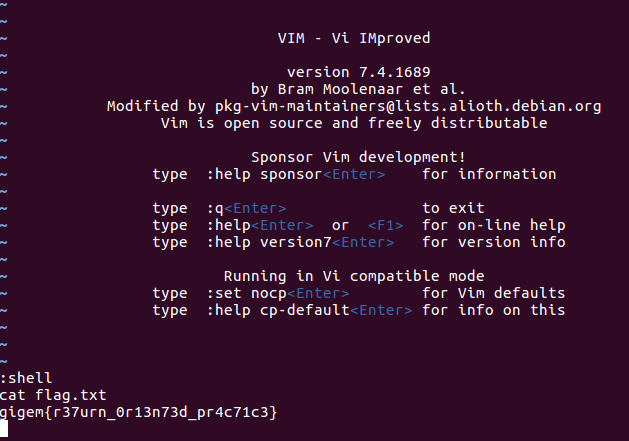 ~
~
~ VIM - Vi IMproved
~
~ version 7.4.1689
~ by Bram Moolenaar et al.
~ Modified by pkg-vim-maintainers@lists.alioth.debian.org
~ Vim is open source and freely distributable
~
~ Sponsor Vim development!
~ type :help sponsor<Enter> for information
~
~ type :q<Enter> to exit
~ type :help<Enter> or <F1> for on-line help
~ type :help version7<Enter> for version info
~
~ Running in Vi compatible mode
~ type :set nocp<Enter> for Vim defaults
~ type :help cp-default<Enter> for info on this
~
~
~
:shell
cat flag.txt
gigem{r37urn_0r13n73d_pr4c71c3}